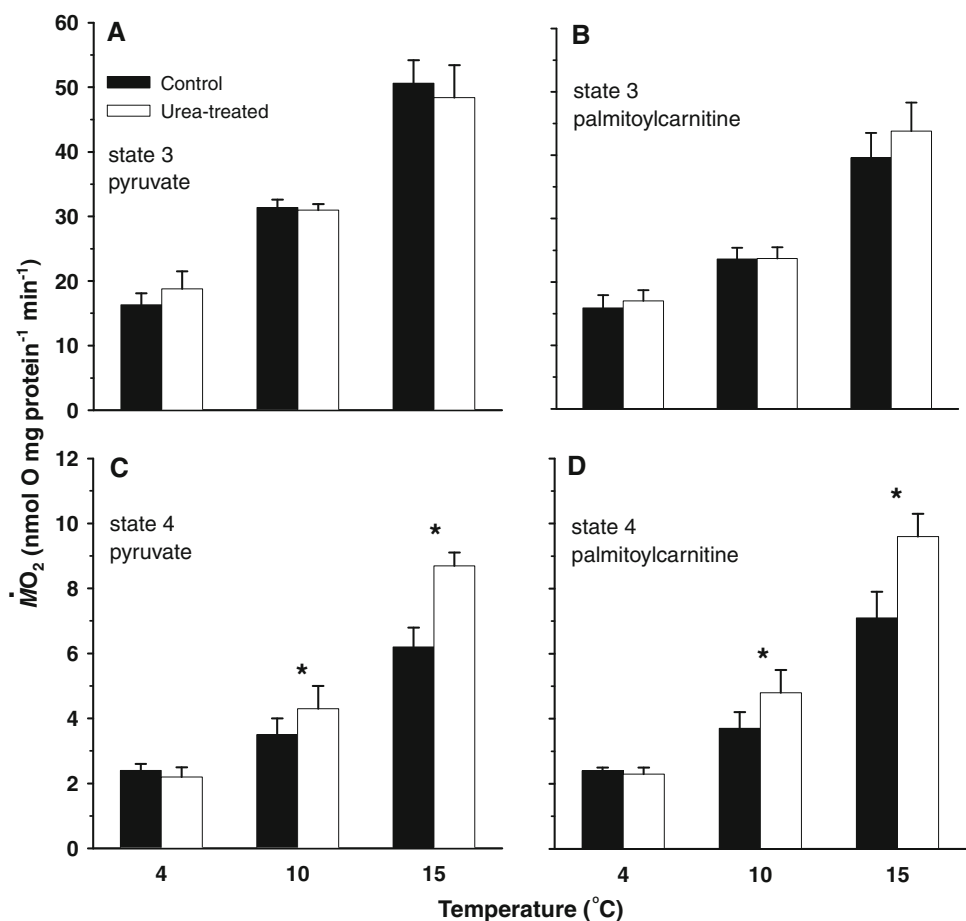 60
50
40
30
20
10
0
A
Control
Urea-treated
state 3
pyruvate
B
state 3
palmitoylcarnitine
ṀO₂ (nmol O mg protein⁻¹ min⁻¹)
12
10
8
6
4
2
0
C
state 4
pyruvate
*
*
4
10
15
D
state 4
palmitoylcarnitine
*
*
4
10
15
Temperature (°C)